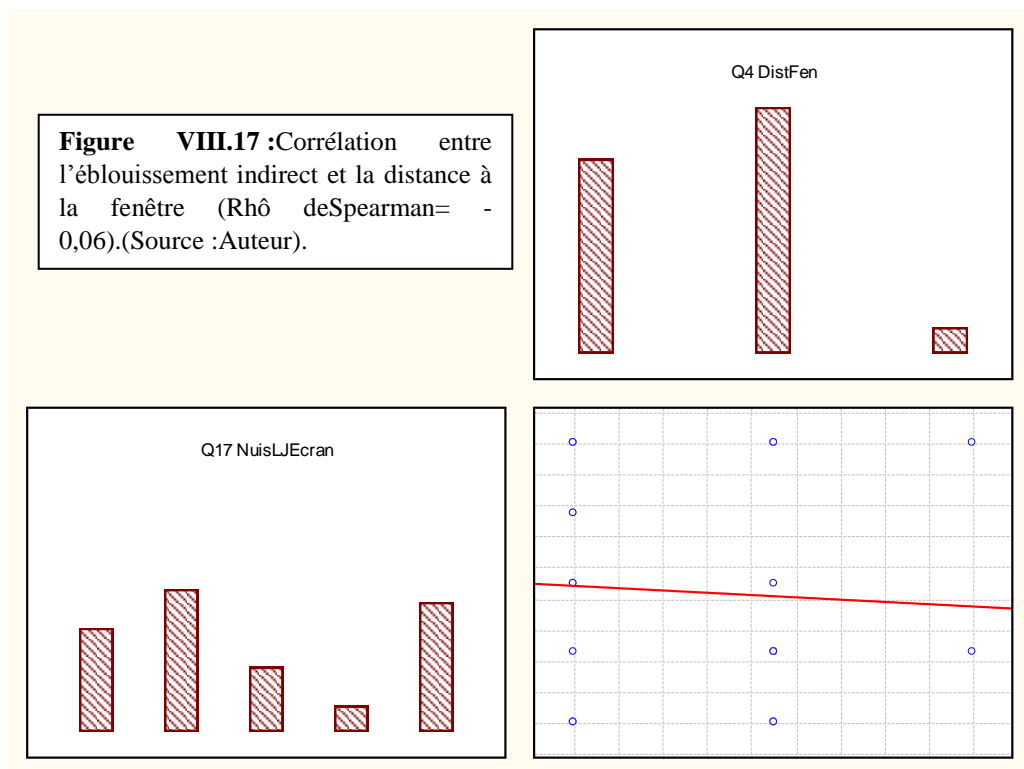 Q4 DistFen
Figure VIII.17 :Corrélation entre
l’éblouissement indirect et la distance à
la fenêtre (Rhô deSpearman= -
0,06).(Source :Auteur).
Q17 NuisLJEcran